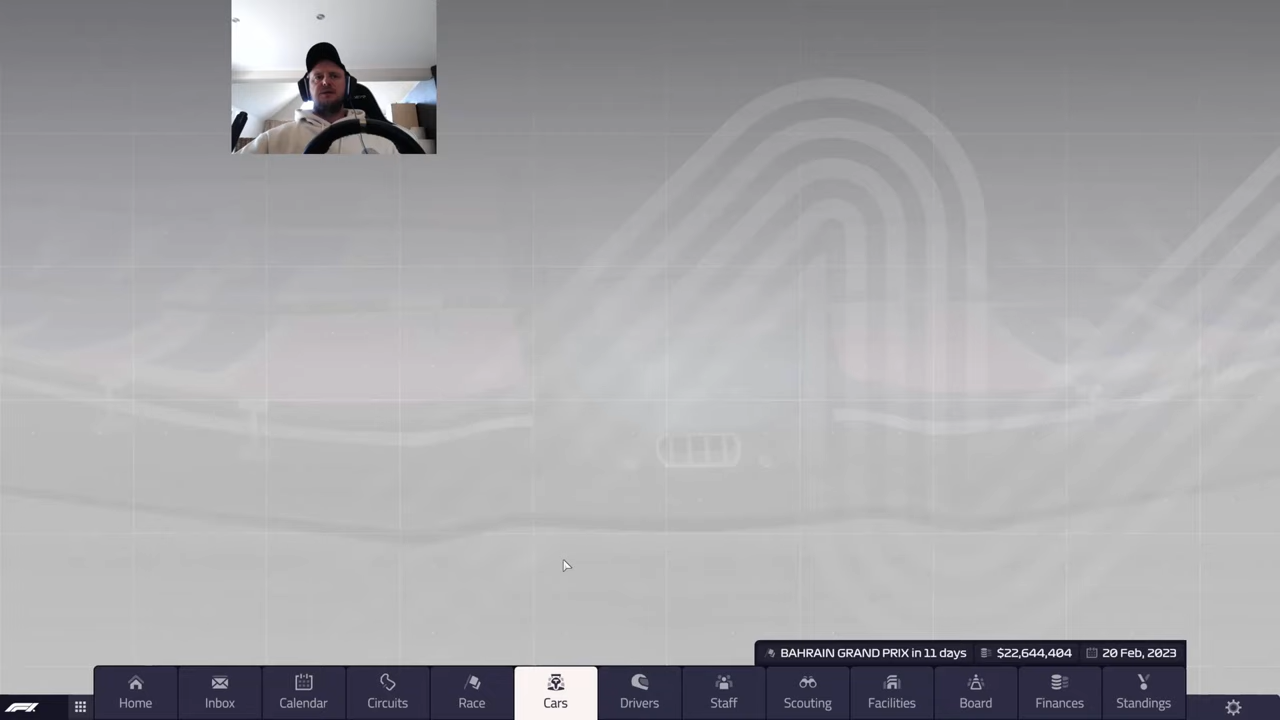 BAHRAIN GRAND PRIX in 11 days $22,644,404 20 Feb, 2023
Home Inbox Calendar Circuits Race Cars Drivers Staff Scouting Facilities Board Finances Standings